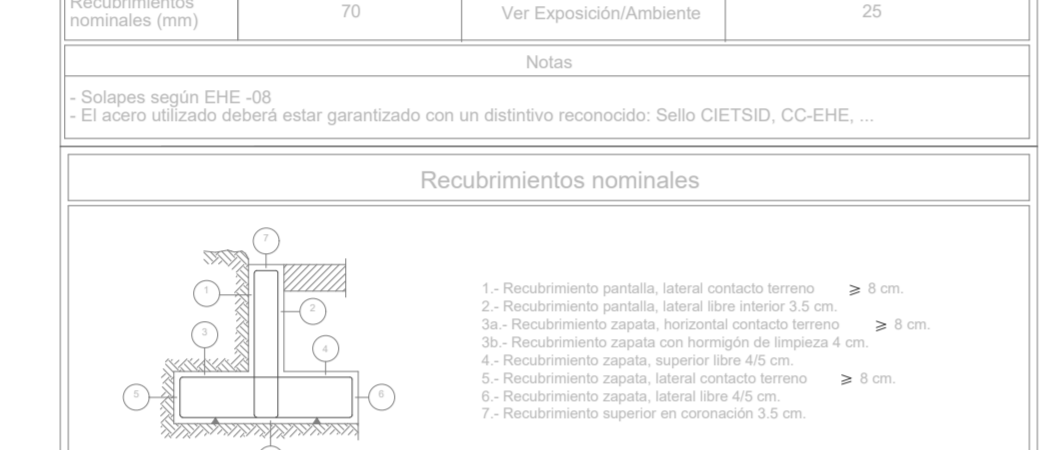 Recubrimientos
nominales (mm)
70
Ver Exposición/Ambiente
25
Notas
- Solapes según EHE -08
- El acero utilizado deberá estar garantizado con un distintivo reconocido: Sello CIETSID, CC-EHE, ...
Recubrimientos nominales
7
1
2
3
4
5
6
1.- Recubrimiento pantalla, lateral contacto terreno ⩾ 8 cm.
2.- Recubrimiento pantalla, lateral libre interior 3.5 cm.
3a.- Recubrimiento zapata, horizontal contacto terreno ⩾ 8 cm.
3b.- Recubrimiento zapata con hormigón de limpieza 4 cm.
4.- Recubrimiento zapata, superior libre 4/5 cm.
5.- Recubrimiento zapata, lateral contacto terreno ⩾ 8 cm.
6.- Recubrimiento zapata, lateral libre 4/5 cm.
7.- Recubrimiento superior en coronación 3.5 cm.